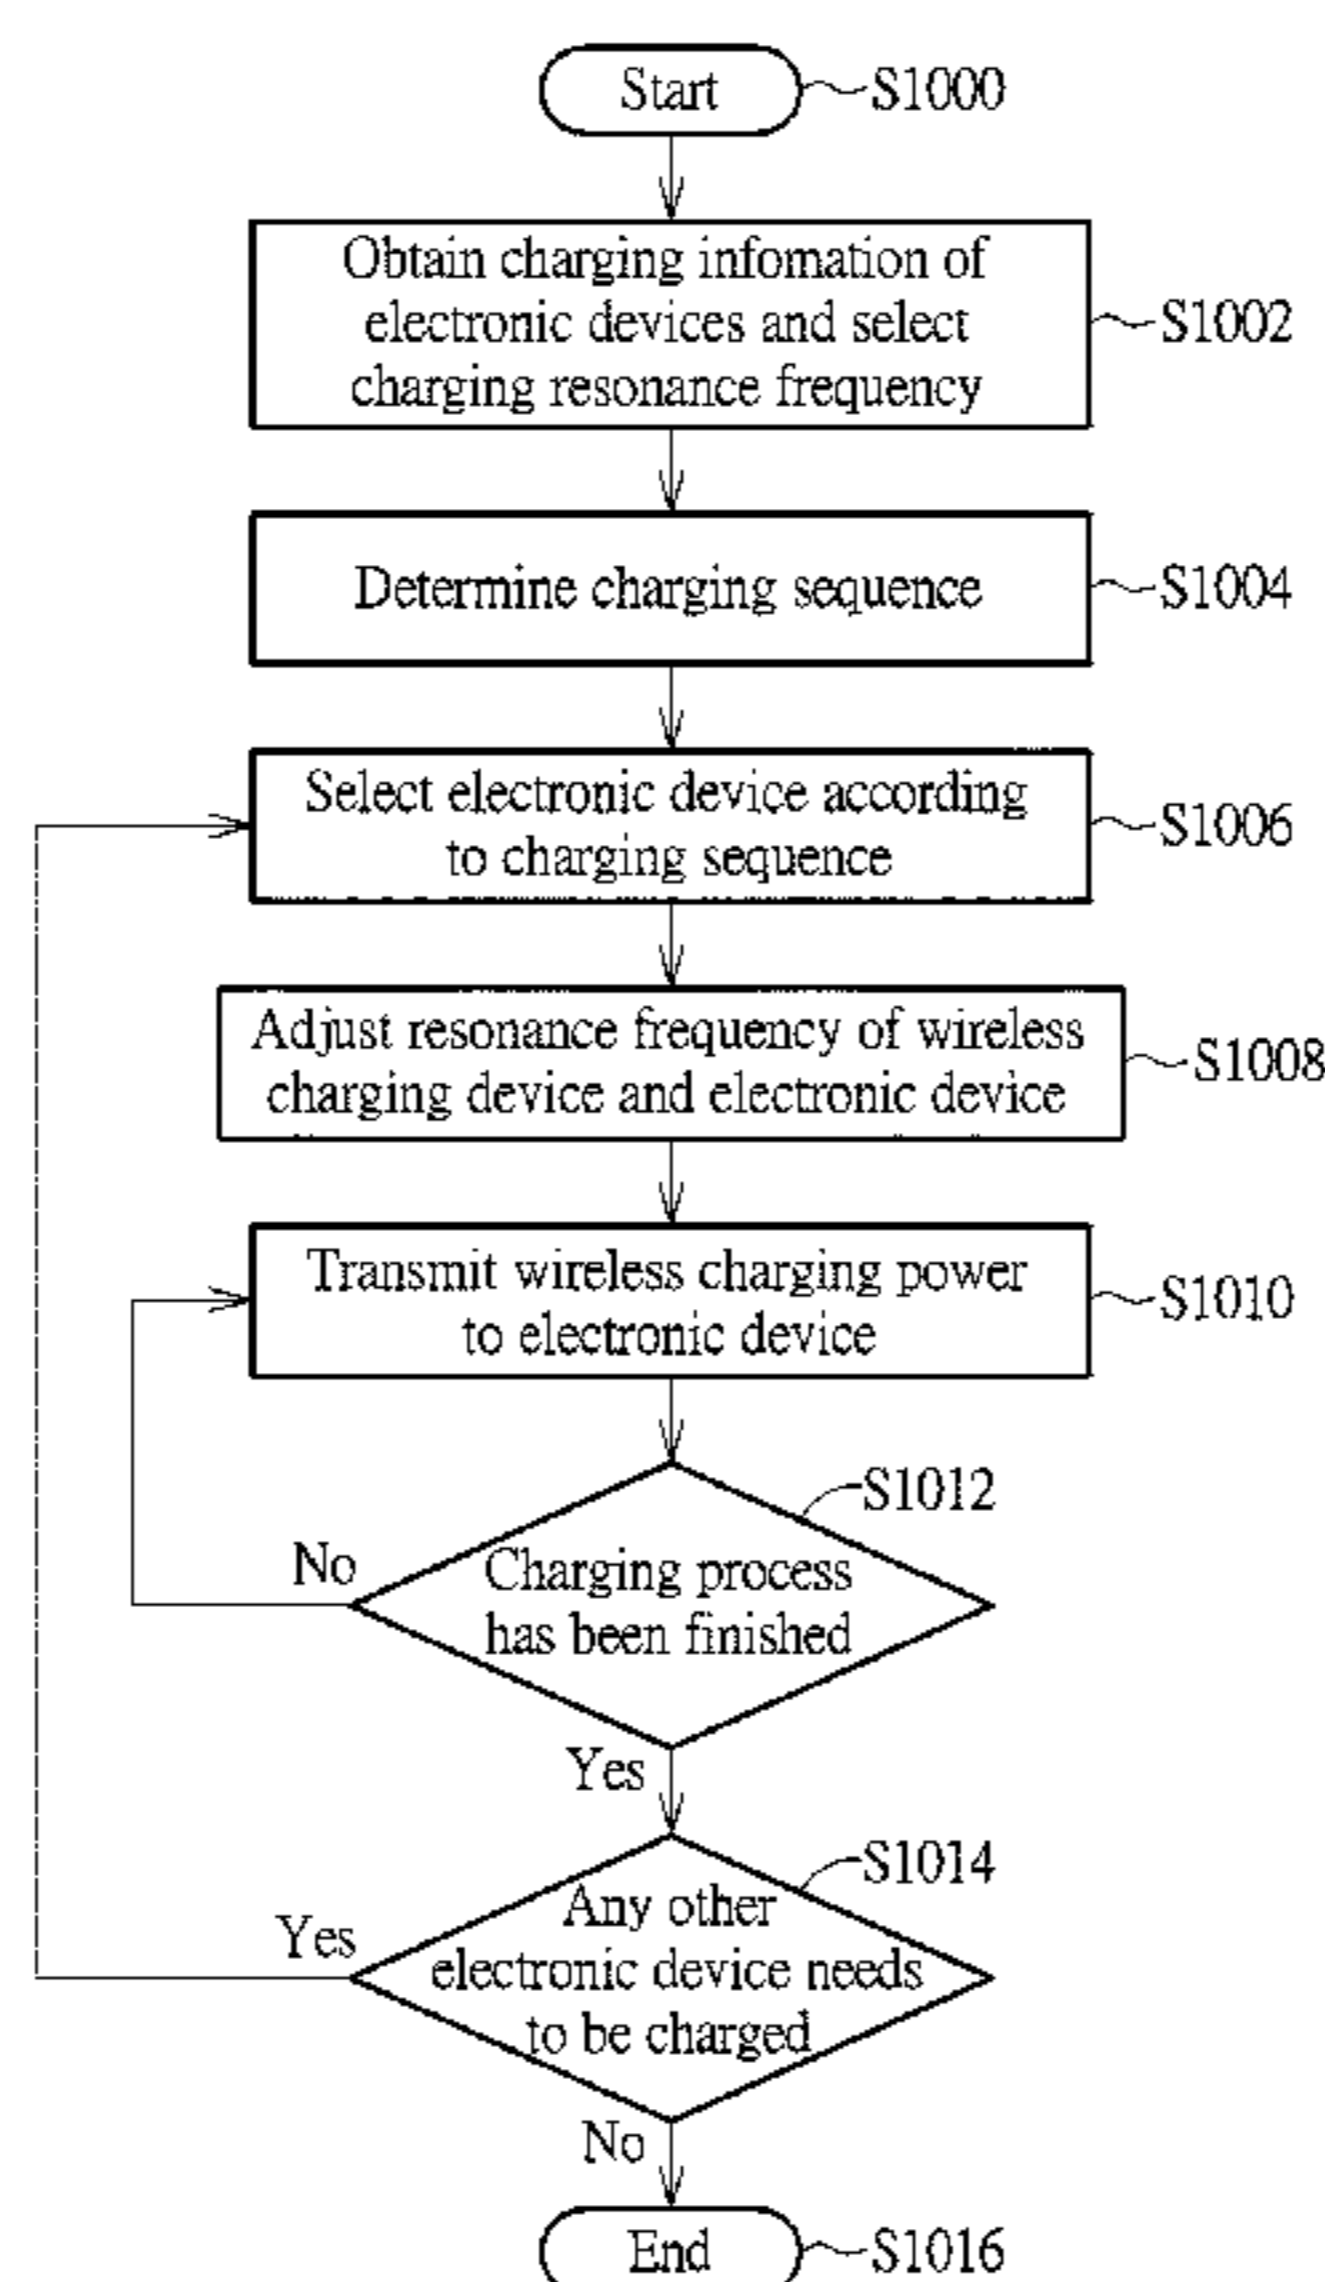 Start
S1000
Obtain charging infomation of
electronic devices and select
charging resonance frequency
S1002
Determine charging sequence
S1004
Select electronic device according
to charging sequence
S1006
Adjust resonance frequency of wireless
charging device and electronic device
S1008
Transmit wireless charging power
to electronic device
S1010
S1012
No
Charging process
has been finished
Yes
S1014
Yes
Any other
electronic device needs
to be charged
No
End
S1016